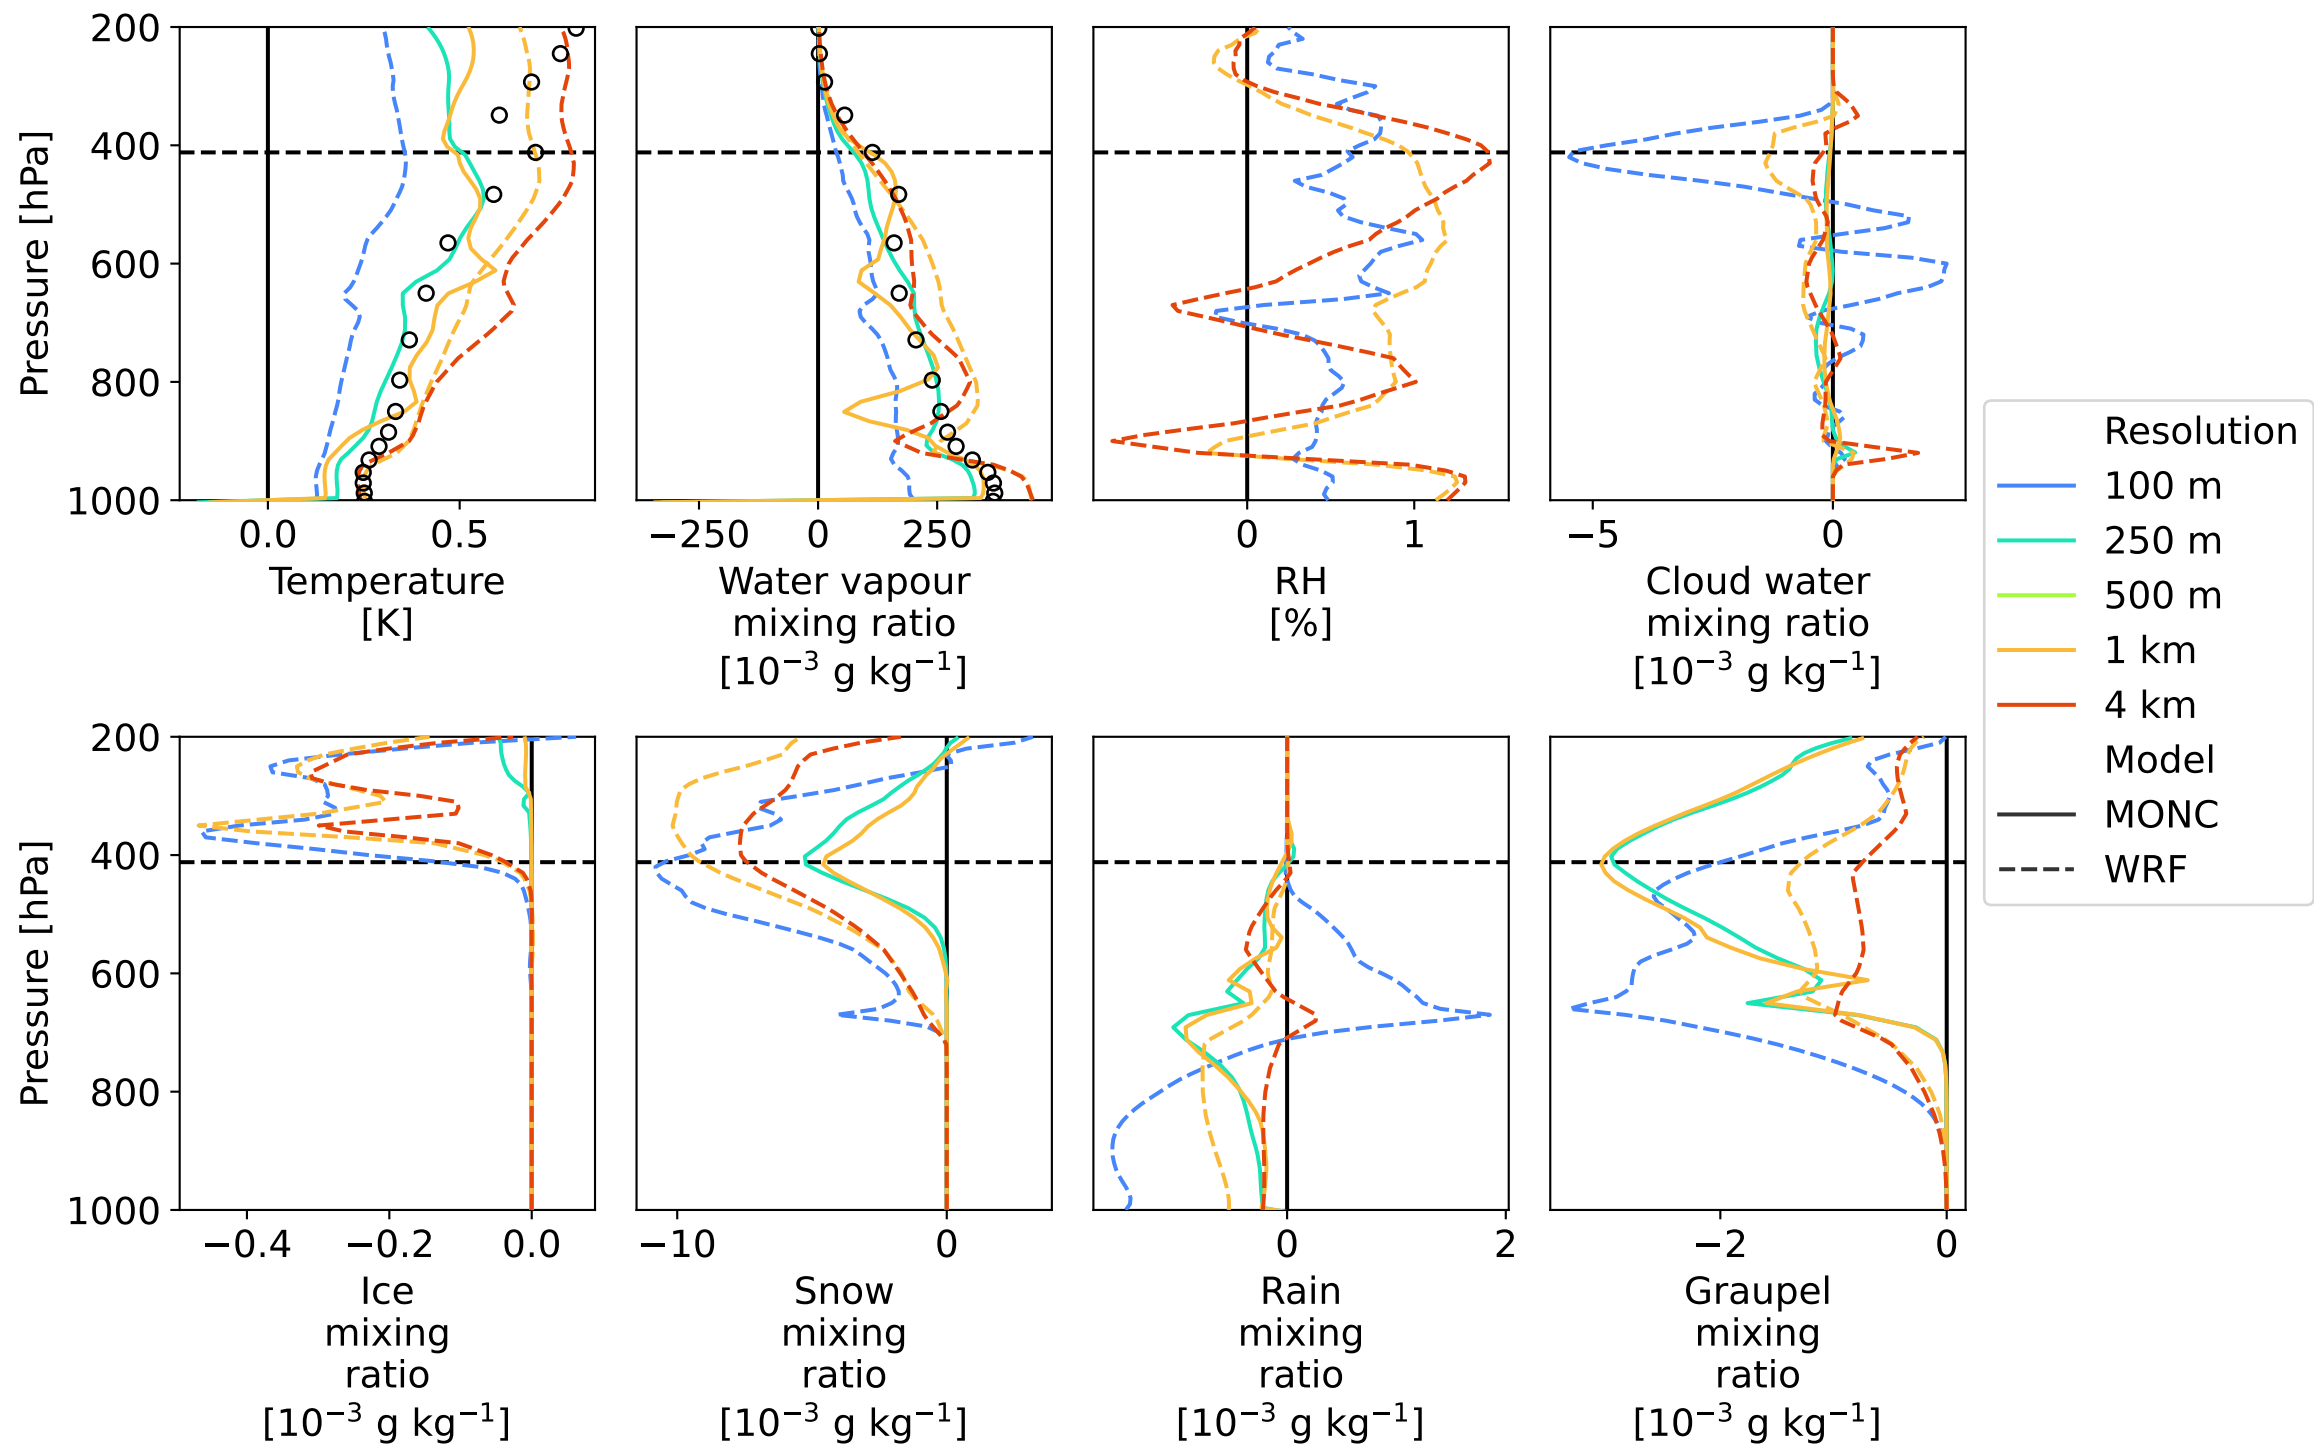 200
400
600
800
1000
Pressure [hPa]
0.0 0.5
Temperature
[K]
−250 0 250
Water vapour
mixing ratio
[10⁻³ g kg⁻¹]
0 1
RH
[%]
−5 0
Cloud water
mixing ratio
[10⁻³ g kg⁻¹]
Resolution
100 m
250 m
500 m
1 km
4 km
Model
MONC
WRF
200
400
600
800
1000
Pressure [hPa]
−0.4 −0.2 0.0
Ice
mixing
ratio
[10⁻³ g kg⁻¹]
−10 0
Snow
mixing
ratio
[10⁻³ g kg⁻¹]
0 2
Rain
mixing
ratio
[10⁻³ g kg⁻¹]
−2 0
Graupel
mixing
ratio
[10⁻³ g kg⁻¹]